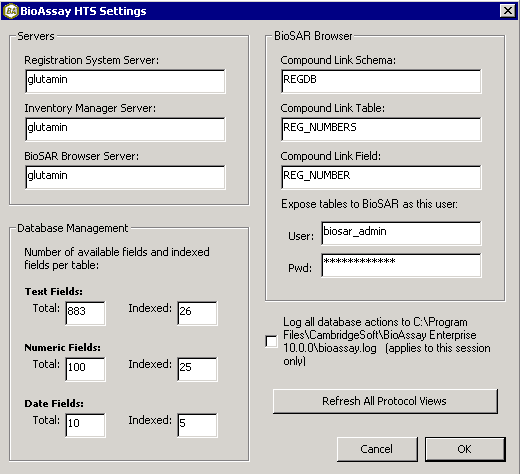 BioAssay HTS Settings
Servers
Registration System Server:
glutamin
Inventory Manager Server:
glutamin
BioSAR Browser Server:
glutamin
Database Management
Number of available fields and indexed
fields per table:
Text Fields:
Total: 883 Indexed: 26
Numeric Fields:
Total: 100 Indexed: 25
Date Fields:
Total: 10 Indexed: 5
BioSAR Browser
Compound Link Schema:
REGDB
Compound Link Table:
REG_NUMBERS
Compound Link Field:
REG_NUMBER
Expose tables to BioSAR as this user:
User: biosar_admin
Pwd: ************
Log all database actions to C:\Program
Files\CambridgeSoft\BioAssay Enterprise
10.0.0\bioassay.log (applies to this session
only)
Refresh All Protocol Views
Cancel OK